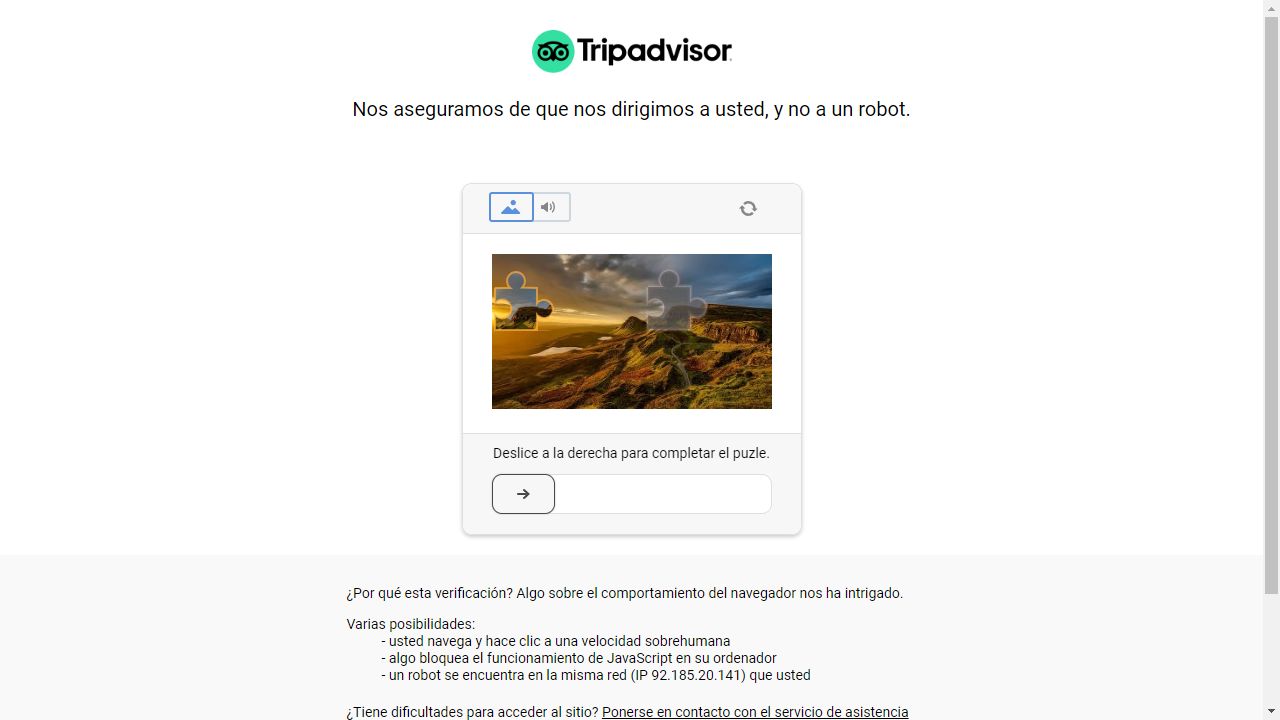 Tripadvisor
Nos aseguramos de que nos dirigimos a usted, y no a un robot.
Deslice a la derecha para completar el puzle.
¿Por qué esta verificación? Algo sobre el comportamiento del navegador nos ha intrigado.
Varias posibilidades:
- usted navega y hace clic a una velocidad sobrehumana
- algo bloquea el funcionamiento de JavaScript en su ordenador
- un robot se encuentra en la misma red (IP 92.185.20.141) que usted
¿Tiene dificultades para acceder al sitio? Ponerse en contacto con el servicio de asistencia